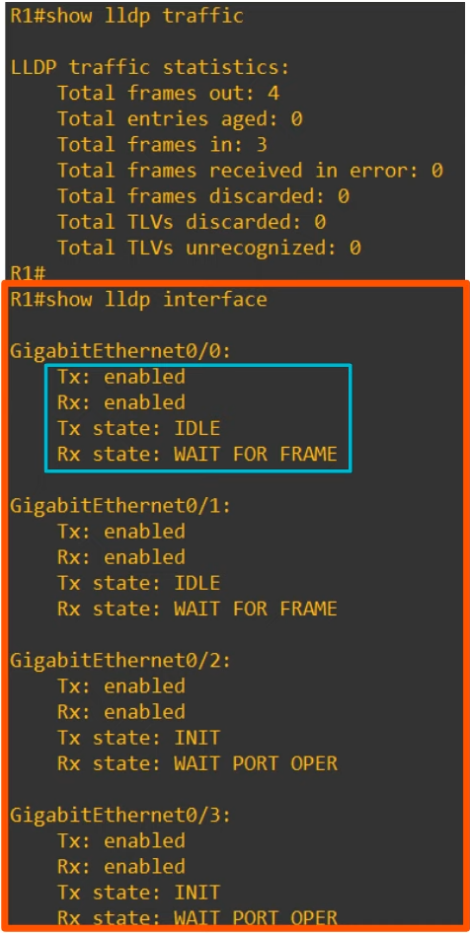 R1#show lldp traffic
LLDP traffic statistics:
Total frames out: 4
Total entries aged: 0
Total frames in: 3
Total frames received in error: 0
Total frames discarded: 0
Total TLVs discarded: 0
Total TLVs unrecognized: 0
R1#
R1#show lldp interface
GigabitEthernet0/0:
Tx: enabled
Rx: enabled
Tx state: IDLE
Rx state: WAIT FOR FRAME
GigabitEthernet0/1:
Tx: enabled
Rx: enabled
Tx state: IDLE
Rx state: WAIT FOR FRAME
GigabitEthernet0/2:
Tx: enabled
Rx: enabled
Tx state: INIT
Rx state: WAIT PORT OPER
GigabitEthernet0/3:
Tx: enabled
Rx: enabled
Tx state: INIT
Rx state: WAIT PORT OPER